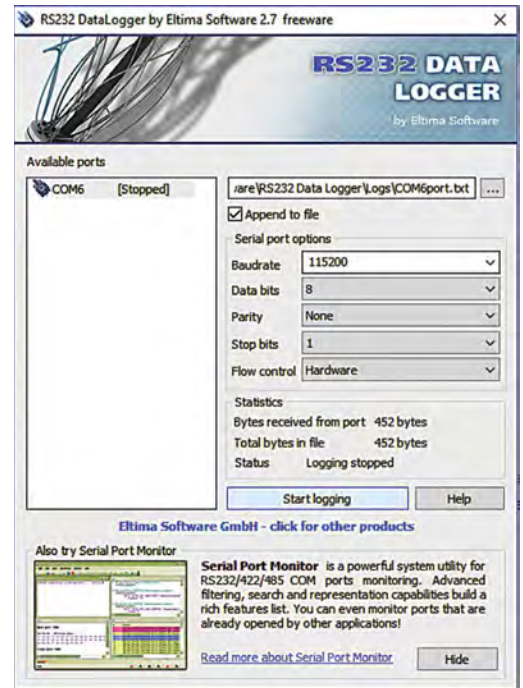 RS232 DataLogger by Eltima Software 2.7 freeware
RS232 DATA
LOGGER
by Eltima Software
Available ports
COM6 [Stopped]
are\RS232 Data Logger\Logs\COM6port.txt ...
Append to file
Serial port options
Baudrate 115200
Data bits 8
Parity None
Stop bits 1
Flow control Hardware
Statistics
Bytes received from port 452 bytes
Total bytes in file 452 bytes
Status Logging stopped
Start logging Help
Eltima Software GmbH - click for other products
Also try Serial Port Monitor
Serial Port Monitor is a powerful system utility for
RS232/422/485 COM ports monitoring. Advanced
filtering, search and representation capabilities build a
rich features list. You can even monitor ports that are
already opened by other applications!
Read more about Serial Port Monitor Hide